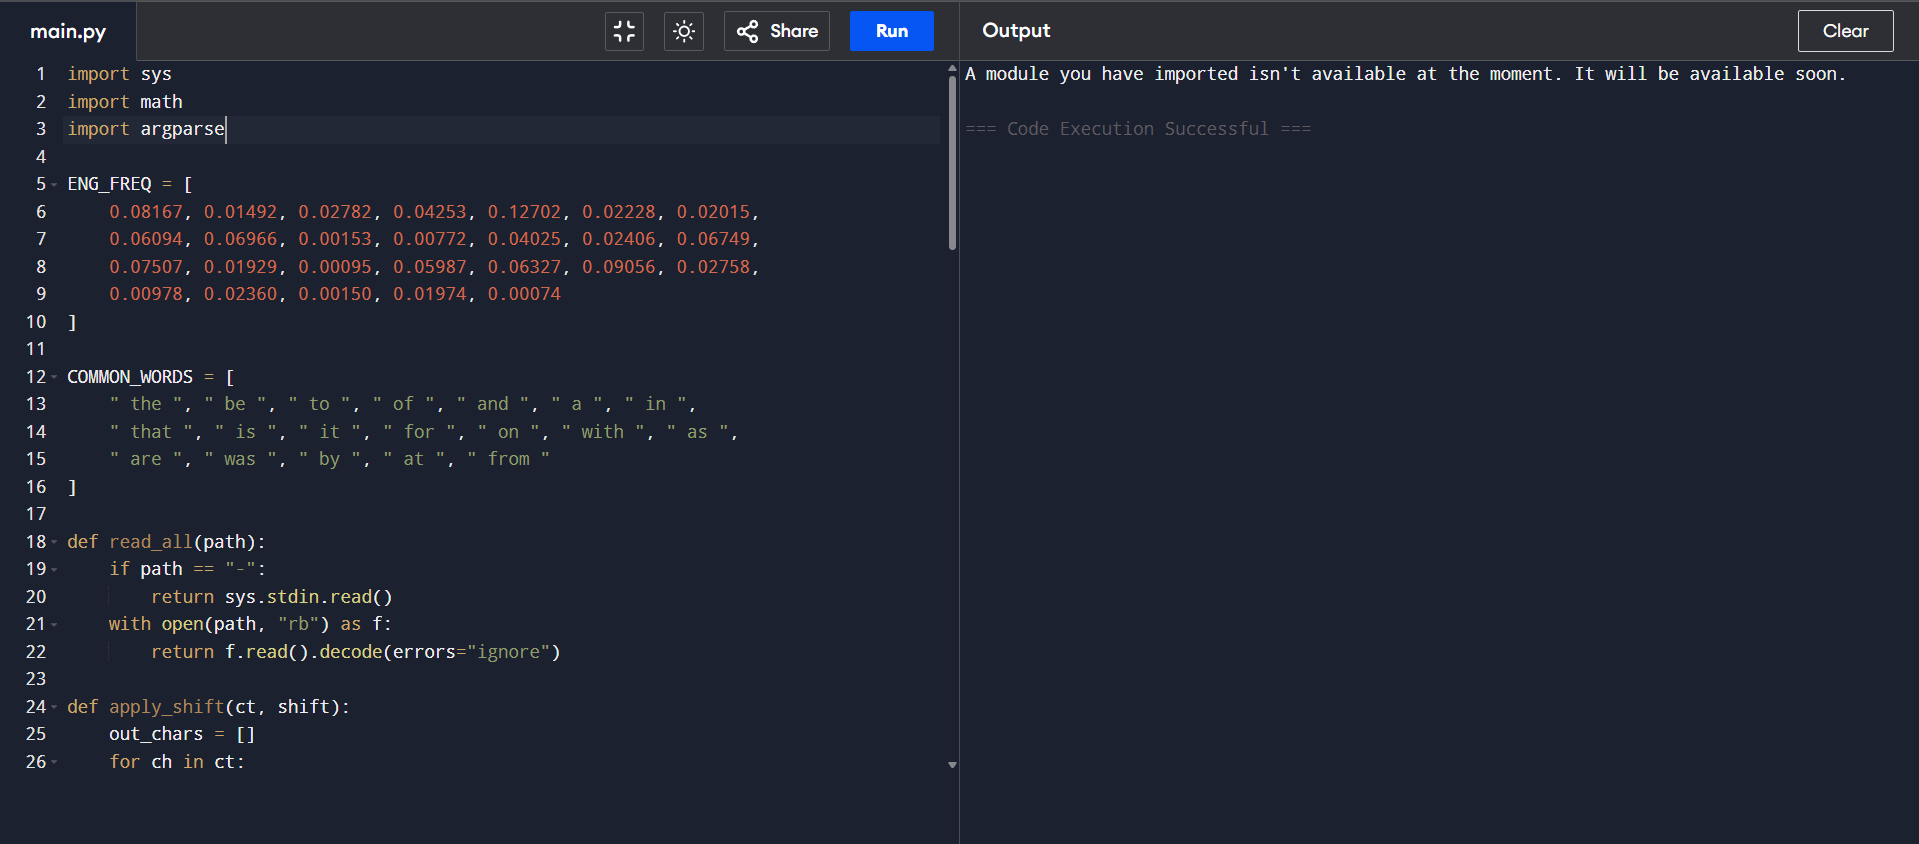 main.py
Share
Run
Output
Clear
1 import sys
2 import math
3 import argparse
4
5 ENG_FREQ = [
6     0.08167, 0.01492, 0.02782, 0.04253, 0.12702, 0.02228, 0.02015,
7     0.06094, 0.06966, 0.00153, 0.00772, 0.04025, 0.02406, 0.06749,
8     0.07507, 0.01929, 0.00095, 0.05987, 0.06327, 0.09056, 0.02758,
9     0.00978, 0.02360, 0.00150, 0.01974, 0.00074
10 ]
11
12 COMMON_WORDS = [
13     " the ", " be ", " to ", " of ", " and ", " a ", " in ",
14     " that ", " is ", " it ", " for ", " on ", " with ", " as ",
15     " are ", " was ", " by ", " at ", " from "
16 ]
17
18 def read_all(path):
19     if path == "-":
20         return sys.stdin.read()
21     with open(path, "rb") as f:
22         return f.read().decode(errors="ignore")
23
24 def apply_shift(ct, shift):
25     out_chars = []
26     for ch in ct:
A module you have imported isn't available at the moment. It will be available soon.
=== Code Execution Successful ===